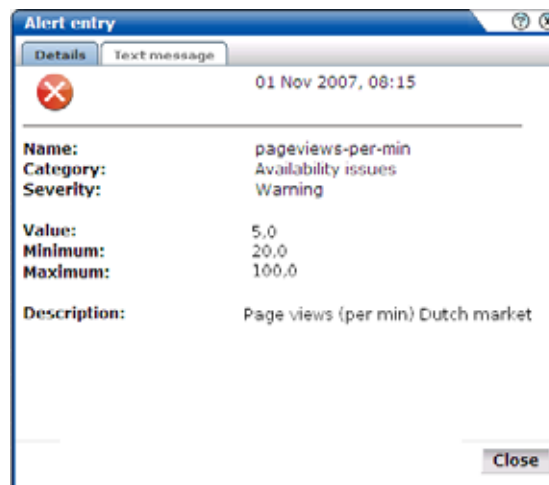 Alert entry
Details Text message
01 Nov 2007, 08:15
Name: pageviews-per-min
Category: Availability issues
Severity: Warning
Value: 5.0
Minimum: 20.0
Maximum: 100.0
Description: Page views (per min) Dutch market
Close